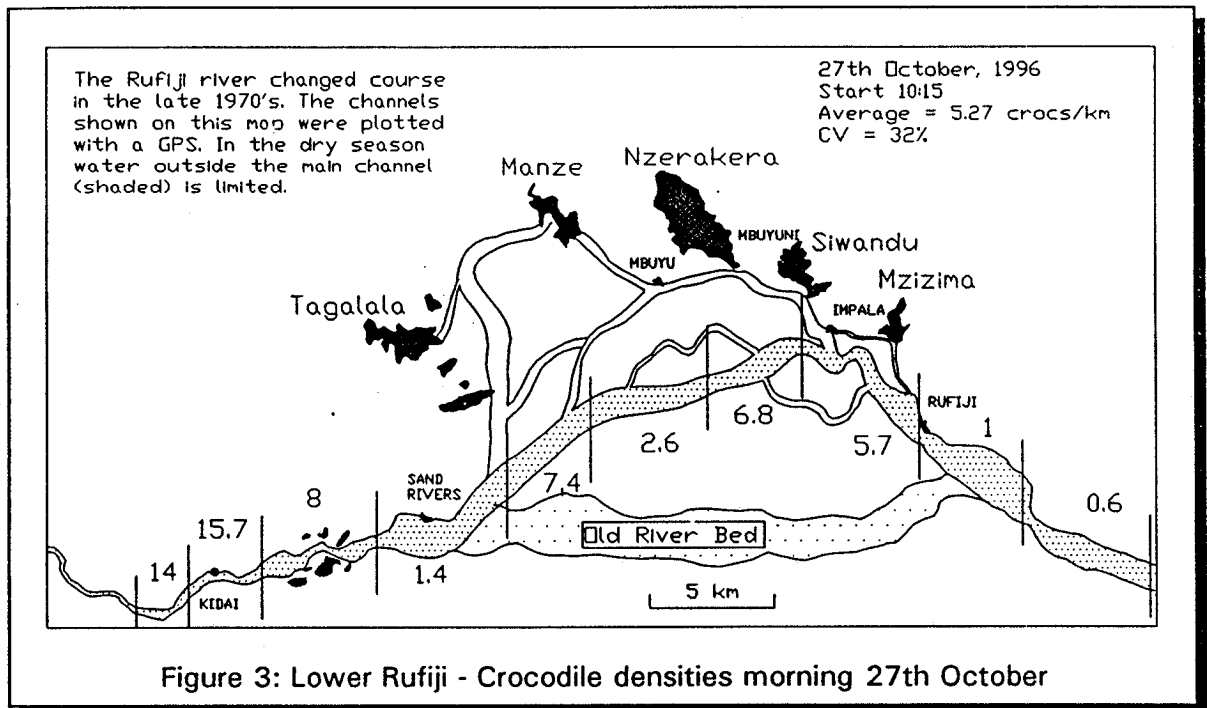 The Rufiji river changed course
in the late 1970's. The channels
shown on this map were plotted
with a GPS. In the dry season
water outside the main channel
(shaded) is limited.
27th October, 1996
Start 10:15
Average = 5.27 crocs/km
CV = 32%
Manze
Nzerakera
MBUYU
MBUYUNI
Siwandu
Mzizima
Tagalala
IMPALA
RUFIJI
2.6
6.8
5.7
1
SAND
RIVERS
7.4
8
15.7
0.6
Old River Bed
14
1.4
KIDAI
5 km
Figure 3: Lower Rufiji - Crocodile densities morning 27th October